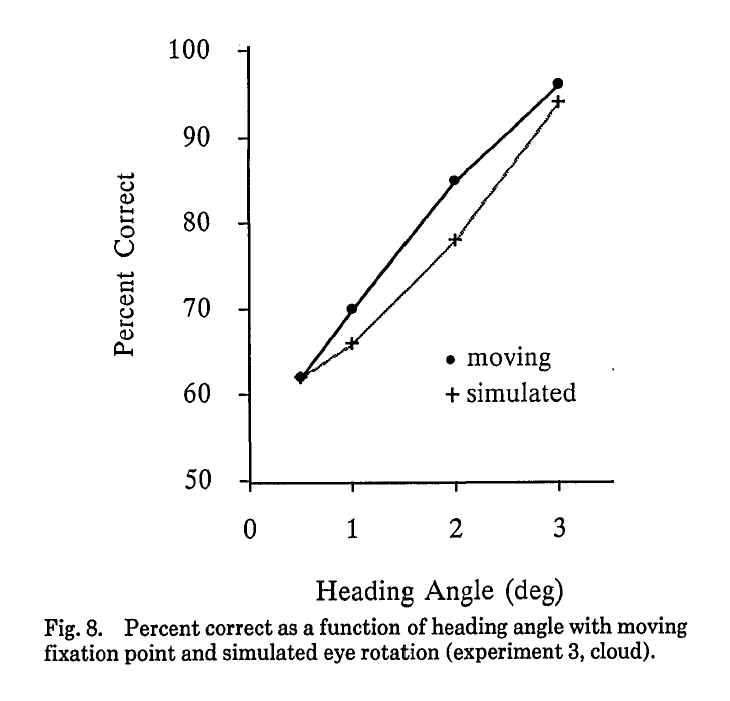 100
90
80
70
60
50
Percent Correct
moving
simulated
0 1 2 3
Heading Angle (deg)
Fig. 8. Percent correct as a function of heading angle with moving
fixation point and simulated eye rotation (experiment 3, cloud).